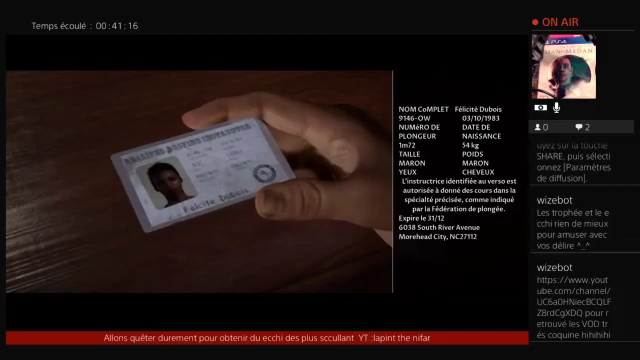 Temps écoulé : 00:41:16
ON AIR
PS4
MAN OF MEDAN
0
2
NOM CoMPLET Félicité Dubois
9146-OW 03/10/1983
NUMéRO DE DATE DE
PLONGEUR NAISSANCE
1m72 54 kg
TAILLE POIDS
MARON MARON
YEUX CHEVEUX
L'instructrice identifiée au verso est
autorisée à donné des cours dans la
spécialté précisée, comme indiqué
par la Fédération de plongée.
Expire le 31/12
6038 South River Avenue
Morehead City, NC27112
Félicité Dubois
uyez sur la touche
SHARE, puis sélecti
onnez [Paramètres
de diffusion].
wizebot
Les trophée et le e
cchi rien de mieux
pour amuser avec
vos délire ^_^
wizebot
https://www.yout
ube.com/channel/
UC6a0HNiecBCQLF
ZBrdCgXDQ pour r
etrouvé les VOD tr
és coquine hihihihi
Allons quêter durement pour obtenir du ecchi des plus sccullant YT :lapint the nifar